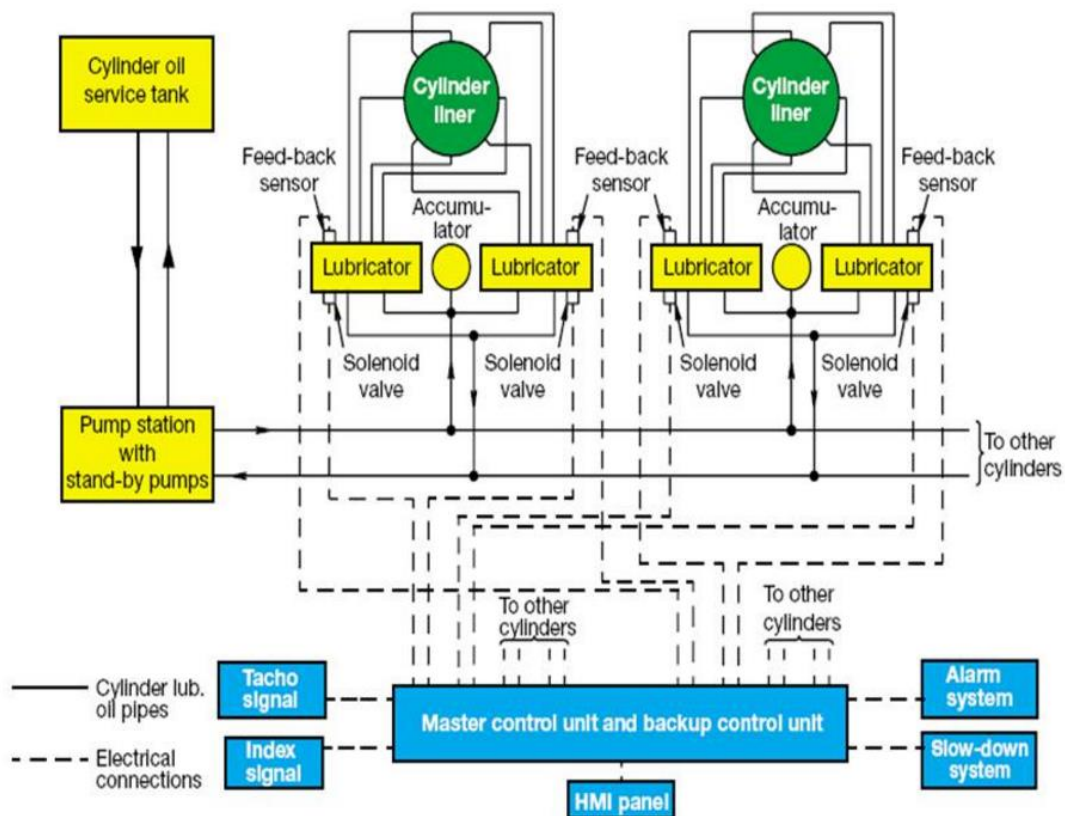 Cylinder oil
service tank
Cylinder
liner
Cylinder
liner
Feed-back
sensor
Accumu-
lator
Feed-back
sensor
Accumu-
lator
Feed-back
sensor
Lubricator
Lubricator
Lubricator
Lubricator
Solenoid
valve
Solenoid
valve
Solenoid
valve
Solenoid
valve
Pump station
with
stand-by pumps
To other
cylinders
To other
cylinders
To other
cylinders
Cylinder lub.
oil pipes
Electrical
connections
Tacho
signal
Index
signal
Master control unit and backup control unit
HMI panel
Alarm
system
Slow-down
system